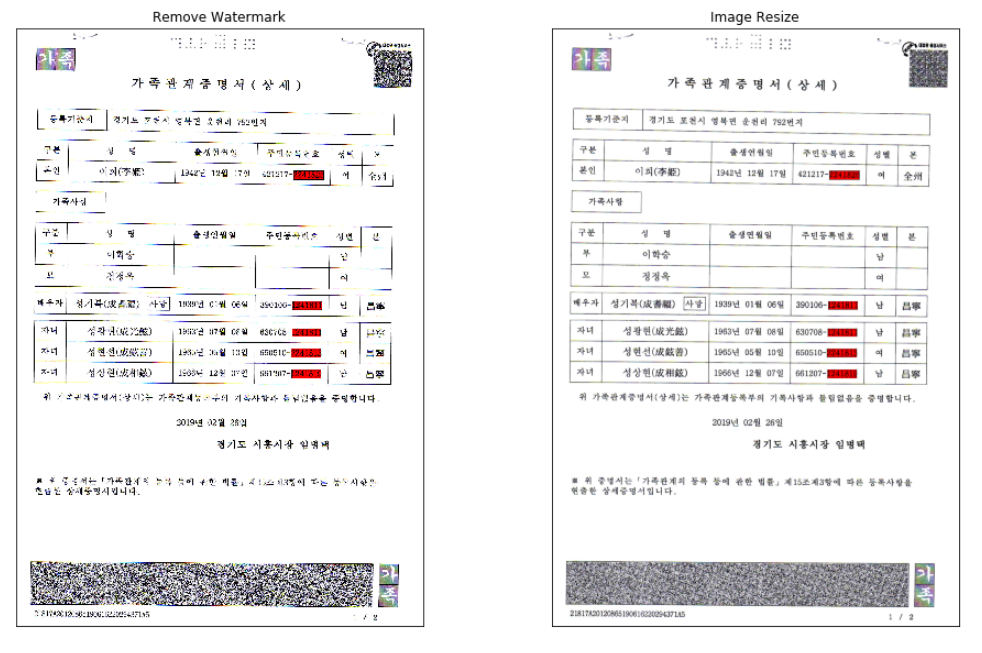 Remove Watermark
가족
가족관계증명서(상세)
등록기준지 경기도 포천시 영북면 운천리 792번지
구분 성 명 출생연월일 주민등록번호 성별 본
본인 이희(李姬) 1942년 12월 17일 421217- 여 全州
가족사항
구분 성 명 출생연월일 주민등록번호 성별 본
부 이학승 남
모 정정옥 여
배우자 성기복(成耆福) 사망 1939년 01월 06일 390106- 남 昌寧
자녀 성광현(成光鉉) 1963년 07월 08일 630708- 남 昌寧
자녀 성현선(成鉉善) 1965년 05월 10일 650510- 여 昌寧
자녀 성상현(成相鉉) 1966년 12월 07일 661207- 남 昌寧
위 가족관계증명서(상세)는 가족관계등록부의 기록사항과 틀림없음을 증명합니다.
2019년 02월 26일
경기도 시흥시장 임병택
※ 위 증명서는「가족관계의 등록 등에 관한 법률」제15조제3항에 따른 등록사항을
현출한 상세증명서입니다.
가족
1 / 2
Image Resize
가족
가족관계증명서(상세)
등록기준지 경기도 포천시 영북면 운천리 792번지
구분 성 명 출생연월일 주민등록번호 성별 본
본인 이희(李姬) 1942년 12월 17일 421217- 여 全州
가족사항
구분 성 명 출생연월일 주민등록번호 성별 본
부 이학승 남
모 정정옥 여
배우자 성기복(成耆福) 사망 1939년 01월 06일 390106- 남 昌寧
자녀 성광현(成光鉉) 1963년 07월 08일 630708- 남 昌寧
자녀 성현선(成鉉善) 1965년 05월 10일 650510- 여 昌寧
자녀 성상현(成相鉉) 1966년 12월 07일 661207- 남 昌寧
위 가족관계증명서(상세)는 가족관계등록부의 기록사항과 틀림없음을 증명합니다.
2019년 02월 26일
경기도 시흥시장 임병택
※ 위 증명서는「가족관계의 등록 등에 관한 법률」제15조제3항에 따른 등록사항을
현출한 상세증명서입니다.
가족
1 / 2